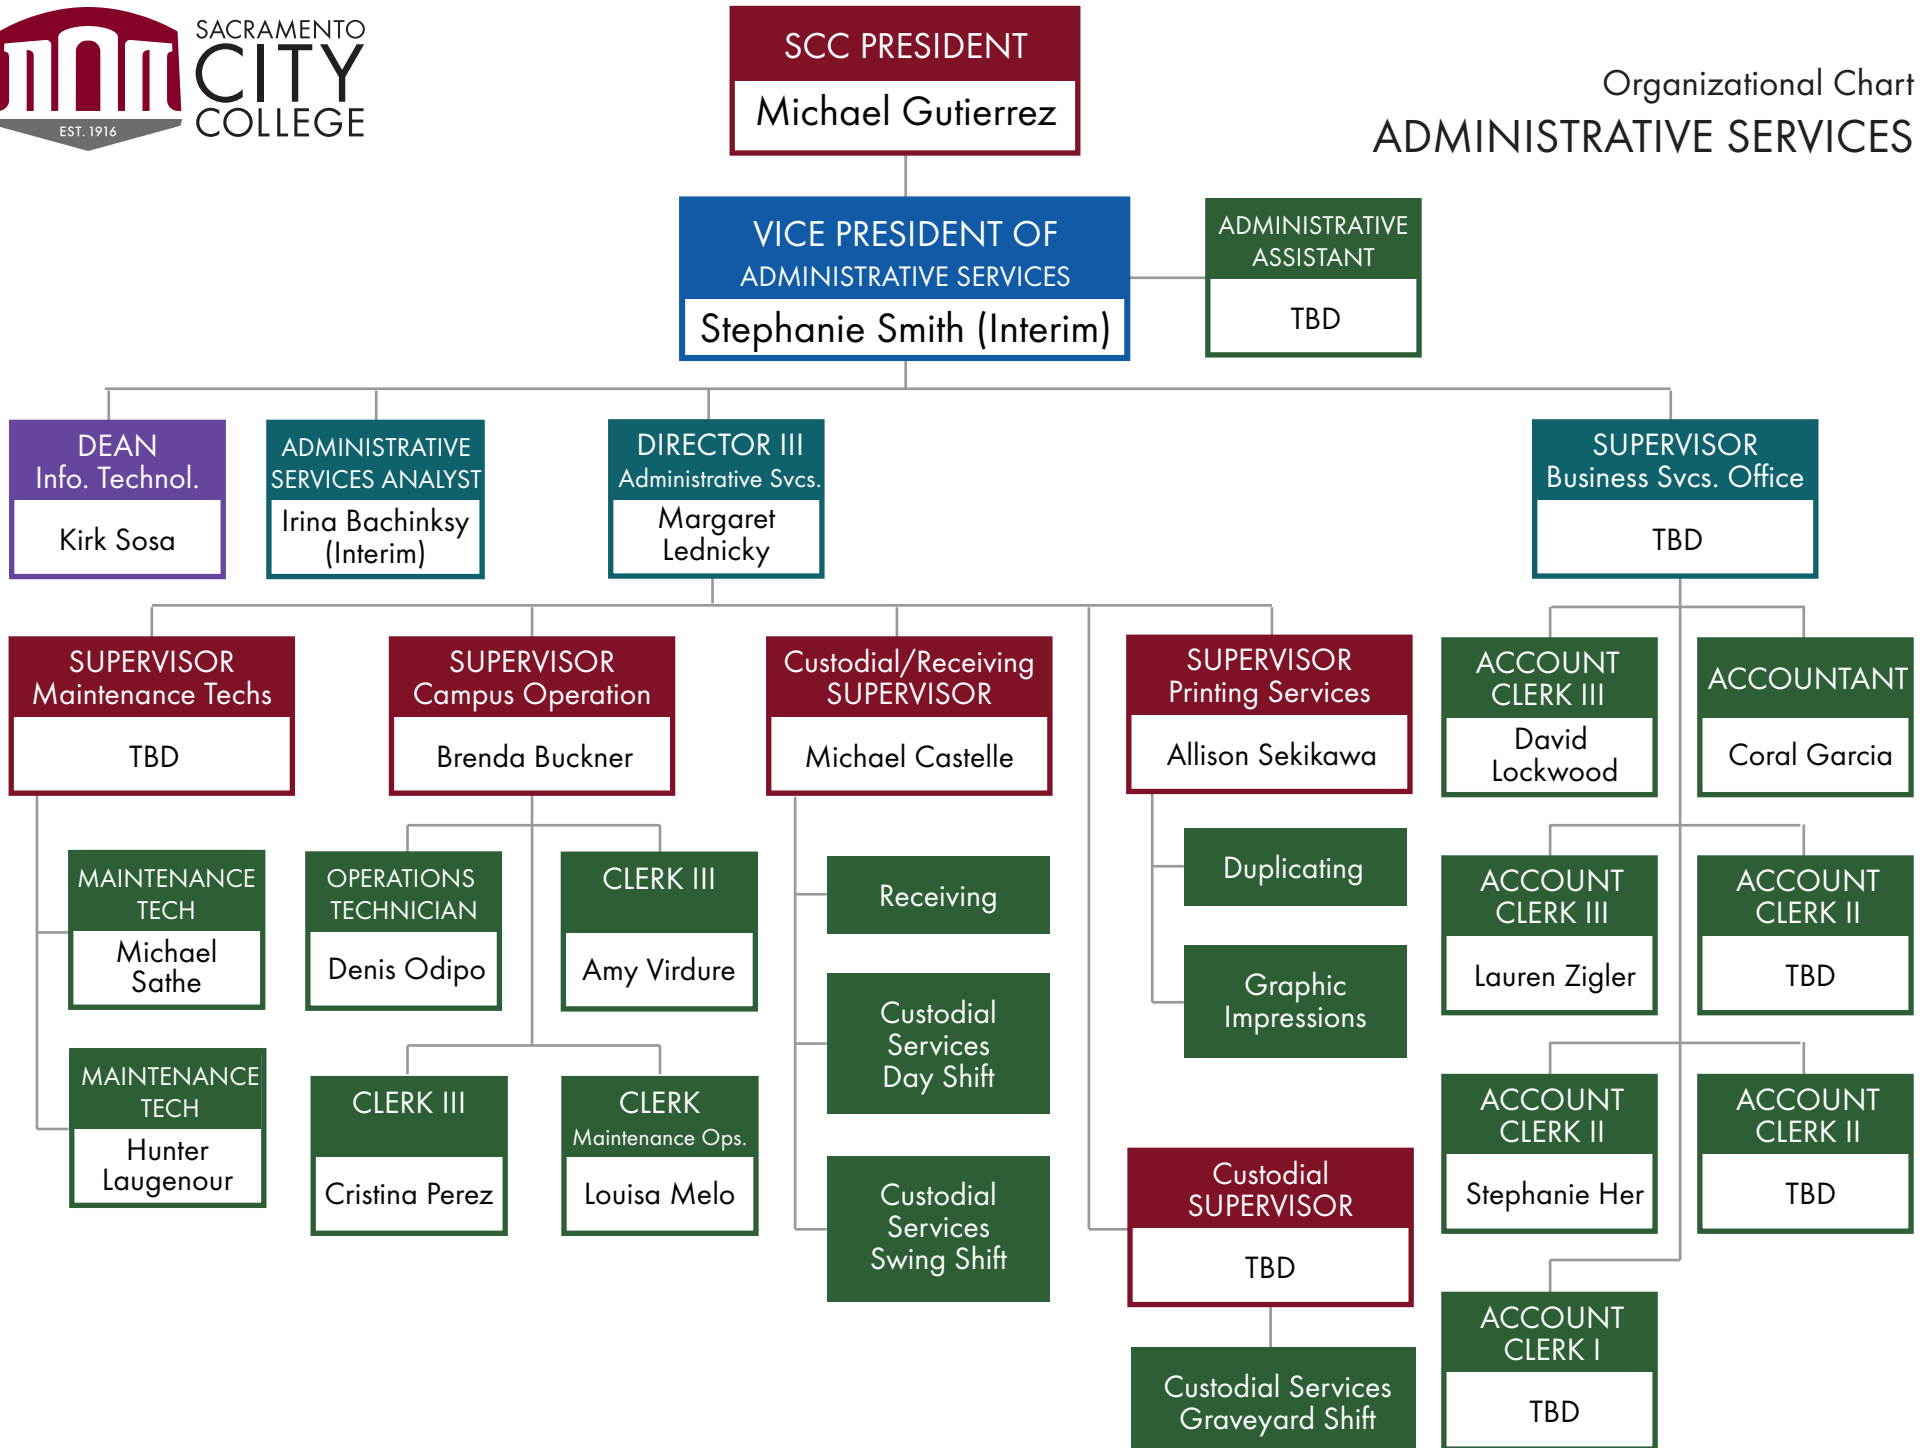 SACRAMENTO
CITY
COLLEGE
EST. 1916
SCC PRESIDENT
Michael Gutierrez
Organizational Chart
ADMINISTRATIVE SERVICES
VICE PRESIDENT OF
ADMINISTRATIVE SERVICES
Stephanie Smith (Interim)
ADMINISTRATIVE
ASSISTANT
TBD
DEAN
Info. Technol.
Kirk Sosa
ADMINISTRATIVE
SERVICES ANALYST
Irina Bachinksy
(Interim)
DIRECTOR III
Administrative Svcs.
Margaret
Lednicky
SUPERVISOR
Business Svcs. Office
TBD
SUPERVISOR
Maintenance Techs
TBD
SUPERVISOR
Campus Operation
Brenda Buckner
Custodial/Receiving
SUPERVISOR
Michael Castelle
SUPERVISOR
Printing Services
Allison Sekikawa
ACCOUNT
CLERK III
David
Lockwood
ACCOUNTANT
Coral Garcia
MAINTENANCE
TECH
Michael
Sathe
OPERATIONS
TECHNICIAN
Denis Odipo
CLERK III
Amy Virdure
Receiving
Duplicating
ACCOUNT
CLERK III
Lauren Zigler
ACCOUNT
CLERK II
TBD
Custodial
Services
Day Shift
Graphic
Impressions
MAINTENANCE
TECH
Hunter
Laugenour
CLERK III
Cristina Perez
CLERK
Maintenance Ops.
Louisa Melo
Custodial
Services
Swing Shift
Custodial
SUPERVISOR
TBD
ACCOUNT
CLERK II
Stephanie Her
ACCOUNT
CLERK II
TBD
Custodial Services
Graveyard Shift
ACCOUNT
CLERK I
TBD